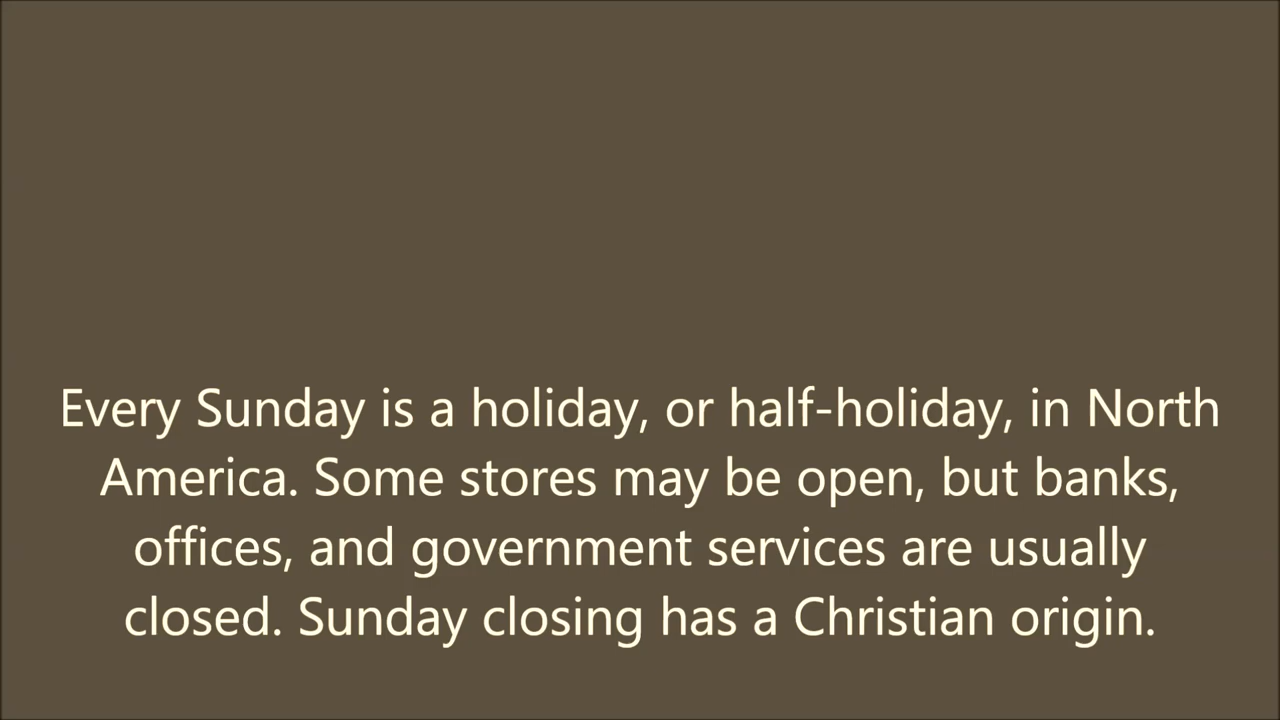 Every Sunday is a holiday, or half-holiday, in North
America. Some stores may be open, but banks,
offices, and government services are usually
closed. Sunday closing has a Christian origin.